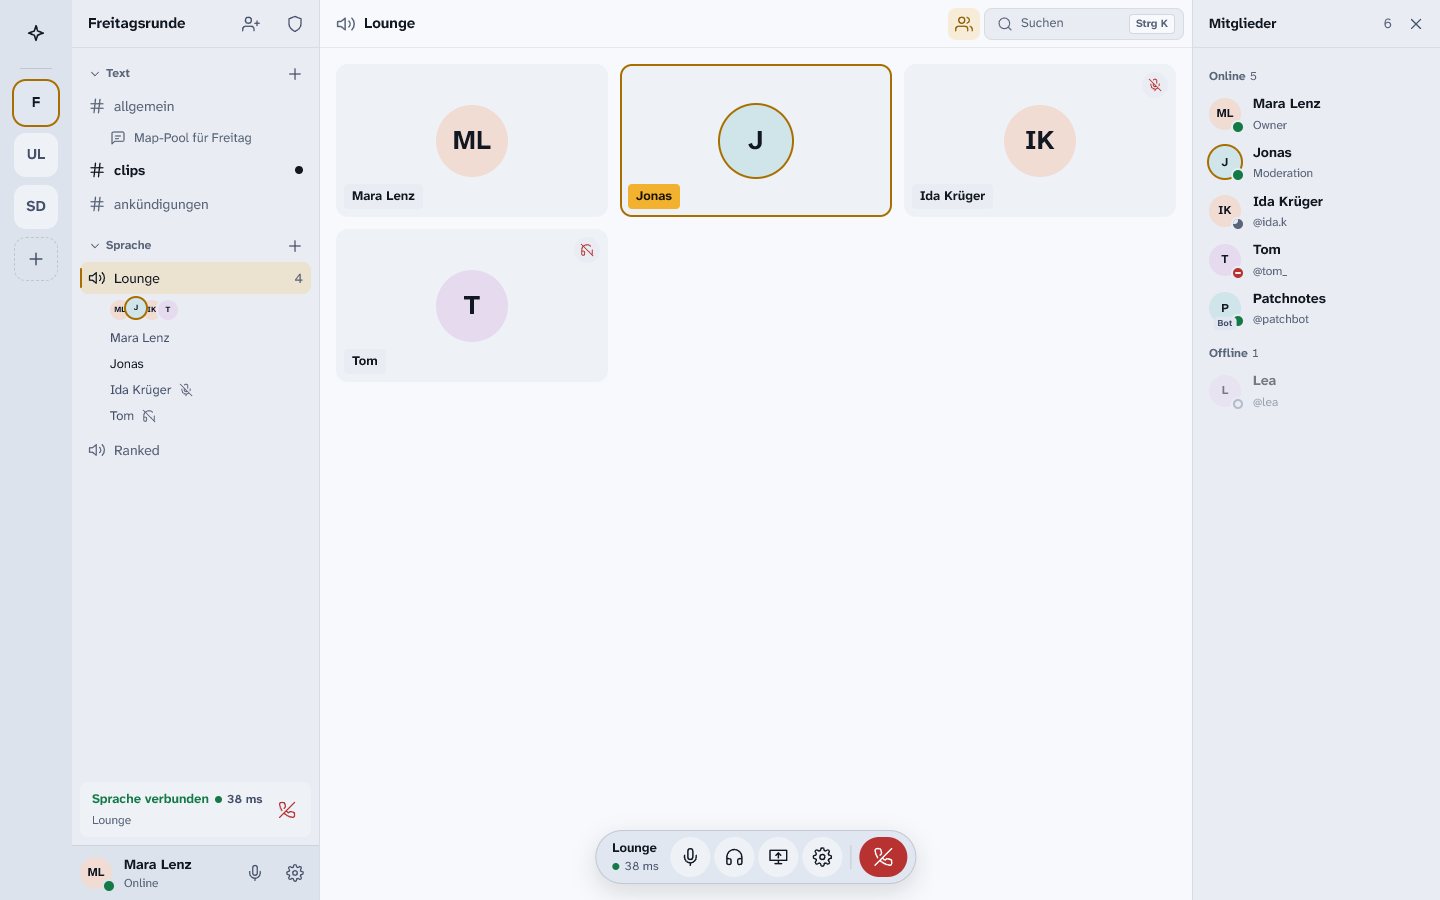 F
UL
SD
Freitagsrunde
Text
allgemein
Map-Pool für Freitag
clips
ankündigungen
Sprache
Lounge 4
ML J IK T
Mara Lenz
Jonas
Ida Krüger
Tom
Ranked
Sprache verbunden 38 ms
Lounge
ML Mara Lenz
Online
Lounge
Suchen Strg K
ML
Mara Lenz
J
Jonas
IK
Ida Krüger
T
Tom
Lounge
38 ms
Mitglieder 6
Online 5
ML Mara Lenz
Owner
J Jonas
Moderation
IK Ida Krüger
@ida.k
T Tom
@tom_
P Patchnotes
Bot @patchbot
Offline 1
L Lea
@lea